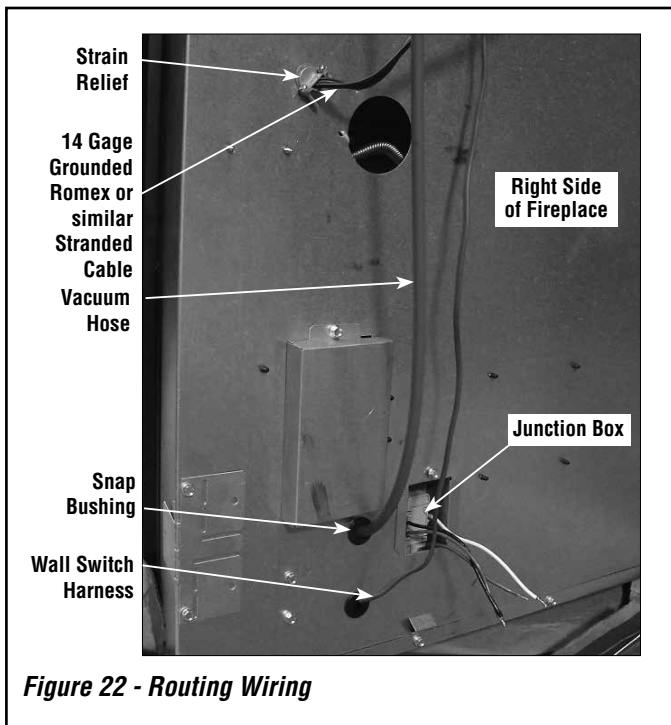 Strain
Relief
14 Gage
Grounded
Romex or
similar
Stranded
Cable
Vacuum
Hose
Right Side
of Fireplace
Junction Box
Snap
Bushing
Wall Switch
Harness
Figure 22 - Routing Wiring